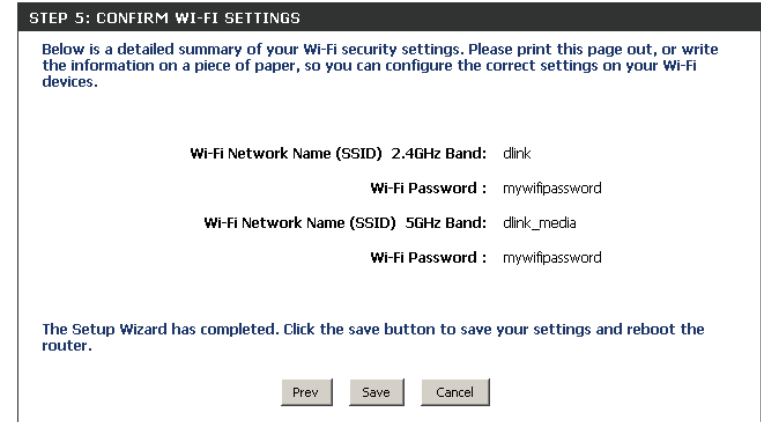 STEP 5: CONFIRM WI-FI SETTINGS
Below is a detailed summary of your Wi-Fi security settings. Please print this page out, or write
the information on a piece of paper, so you can configure the correct settings on your Wi-Fi
devices.
Wi-Fi Network Name (SSID) 2.4GHz Band: dlink
Wi-Fi Password : mywifipassword
Wi-Fi Network Name (SSID) 5GHz Band: dlink_media
Wi-Fi Password : mywifipassword
The Setup Wizard has completed. Click the save button to save your settings and reboot the
router.
Prev Save Cancel